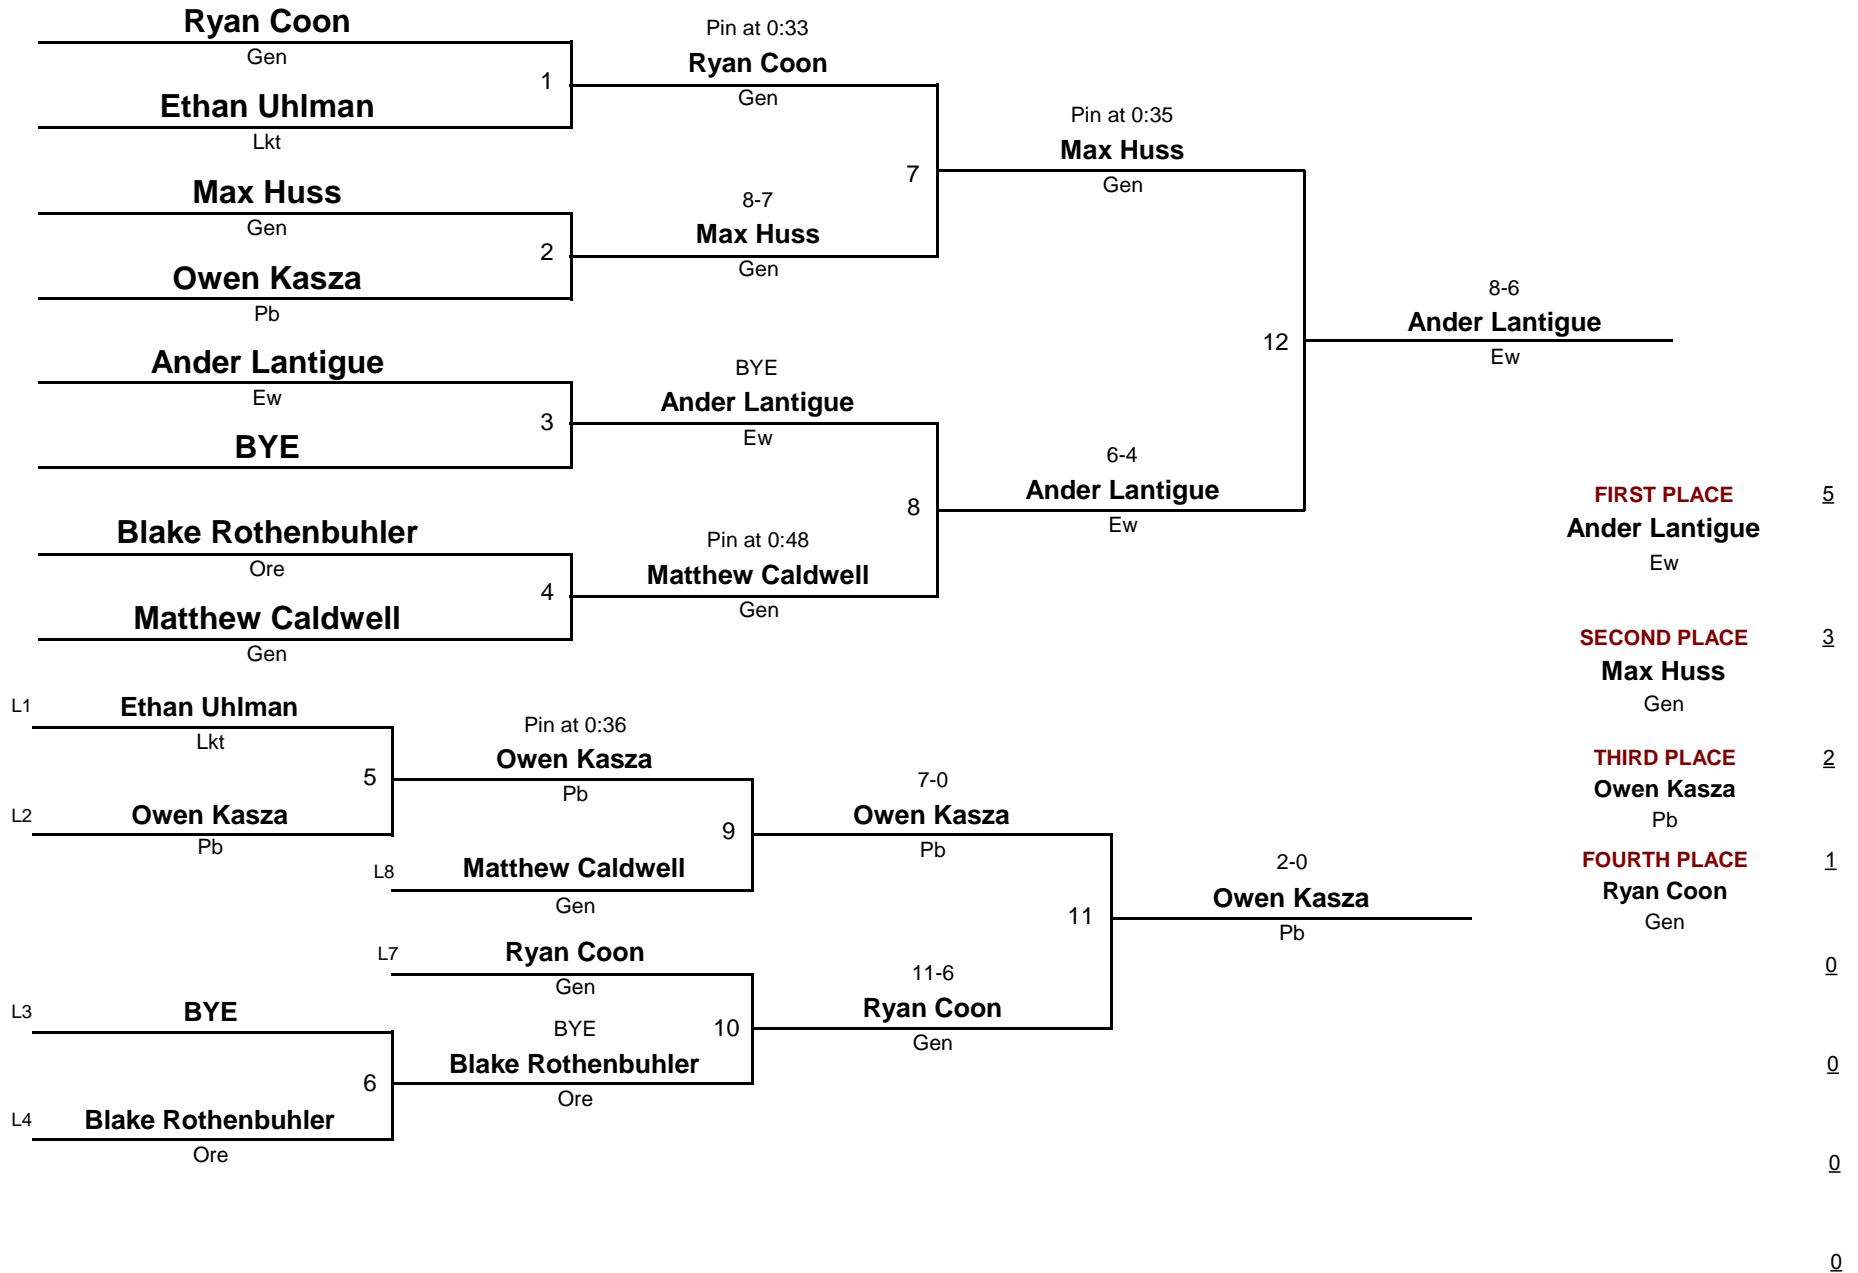 Ryan Coon
Gen
1
Ethan Uhlman
Lkt
Max Huss
Gen
2
Owen Kasza
Pb
Ander Lantigue
Ew
3
BYE
Blake Rothenbuhler
Ore
4
Matthew Caldwell
Gen
Pin at 0:33
Ryan Coon
Gen
7
8-7
Max Huss
Gen
BYE
Ander Lantigue
Ew
8
Pin at 0:48
Matthew Caldwell
Gen
Pin at 0:35
Max Huss
Gen
12
6-4
Ander Lantigue
Ew
8-6
Ander Lantigue
Ew
L1
Ethan Uhlman
Lkt
5
L2
Owen Kasza
Pb
L3
BYE
6
L4
Blake Rothenbuhler
Ore
Pin at 0:36
Owen Kasza
Pb
9
L8
Matthew Caldwell
Gen
L7
Ryan Coon
Gen
10
BYE
Blake Rothenbuhler
Ore
7-0
Owen Kasza
Pb
11
11-6
Ryan Coon
Gen
2-0
Owen Kasza
Pb
FIRST PLACE 5
Ander Lantigue
Ew
SECOND PLACE 3
Max Huss
Gen
THIRD PLACE 2
Owen Kasza
Pb
FOURTH PLACE 1
Ryan Coon
Gen
0
0
0
0